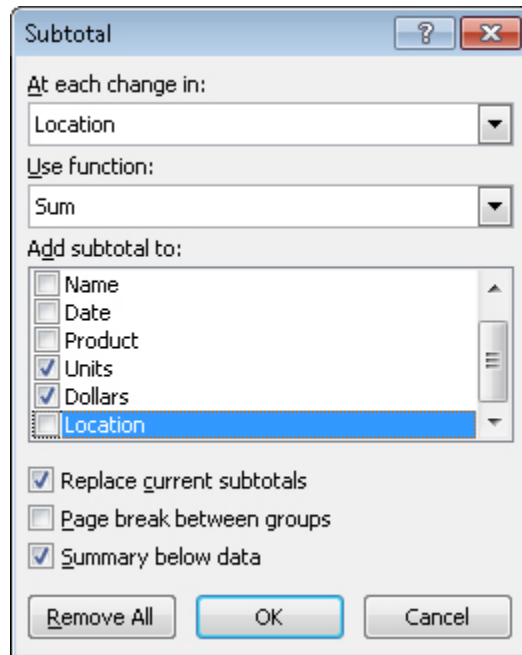 Subtotal
At each change in:
Location
Use function:
Sum
Add subtotal to:
Name
Date
Product
Units
Dollars
Location
Replace current subtotals
Page break between groups
Summary below data
Remove All OK Cancel